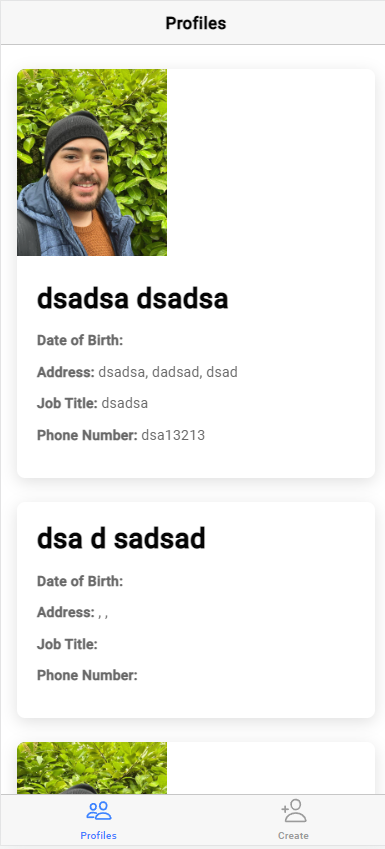 Profiles
dsadsa dsadsa
Date of Birth:
Address: dsadsa, dadsad, dsad
Job Title: dsadsa
Phone Number: dsa13213
dsa d sadsad
Date of Birth:
Address: , ,
Job Title:
Phone Number:
Profiles
Create